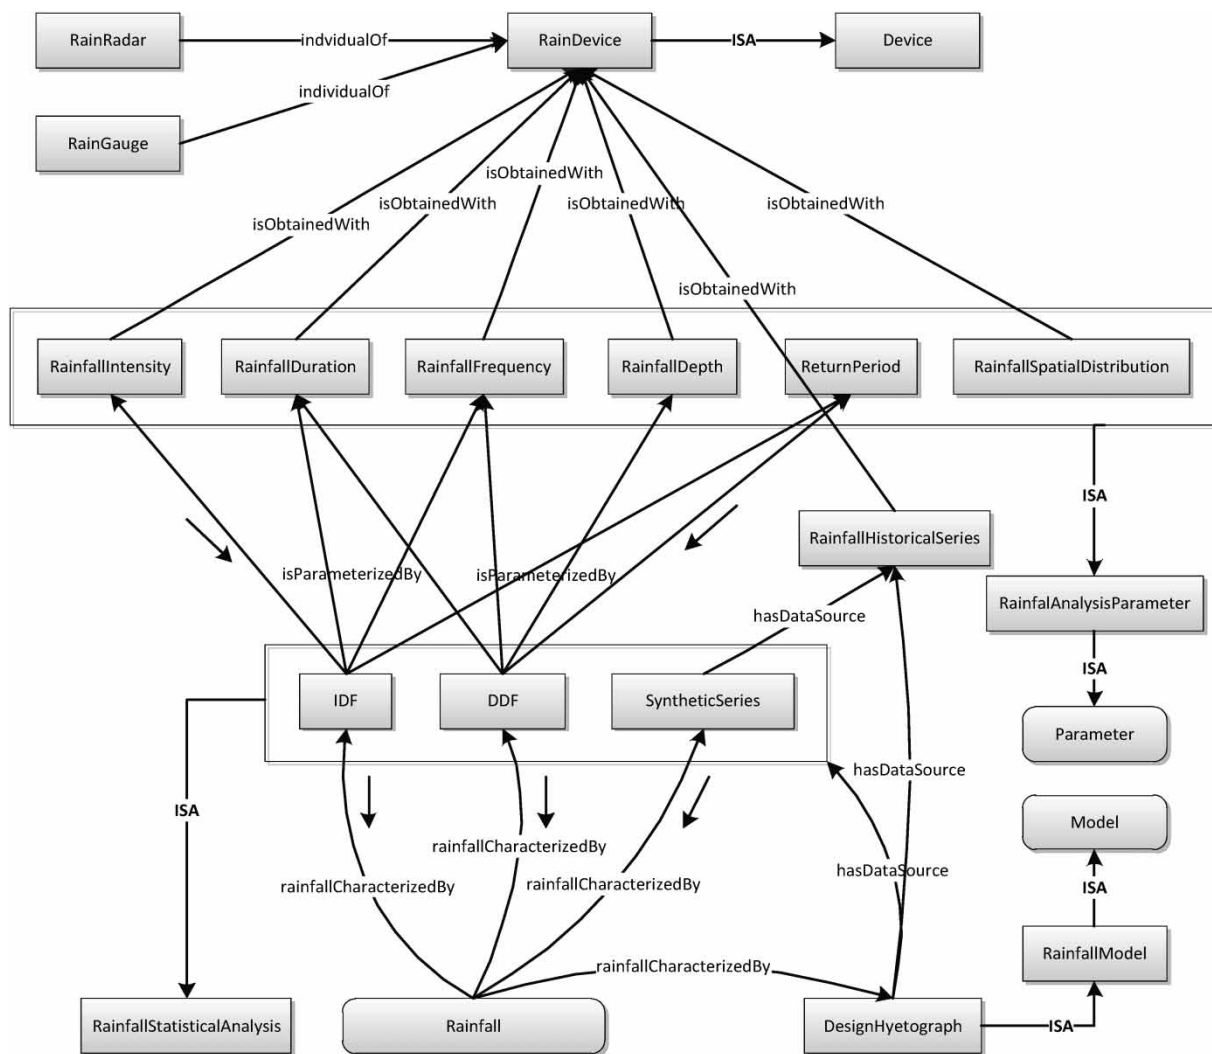 RainRadar
indvidualOf
RainDevice
ISA
Device
individualOf
RainGauge
isObtainedWith
isObtainedWith
isObtainedWith
isObtainedWith
isObtainedWith
isObtainedWith
RainfallIntensity
RainfallDuration
RainfallFrequency
RainfallDepth
ReturnPeriod
RainfallSpatialDistribution
ISA
RainfallHistoricalSeries
isParameterizedBy
isParameterizedBy
RainfalAnalysisParameter
hasDataSource
ISA
IDF
DDF
SyntheticSeries
Parameter
hasDataSource
ISA
Model
rainfallCharacterizedBy
hasDataSource
rainfallCharacterizedBy
rainfallCharacterizedBy
ISA
RainfallModel
rainfallCharacterizedBy
RainfallStatisticalAnalysis
Rainfall
DesignHyetograph
ISA